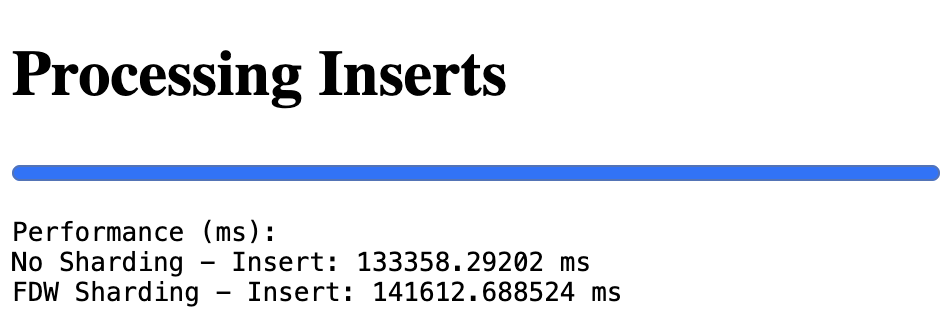 Processing Inserts
Performance (ms):
No Sharding – Insert: 133358.29202 ms
FDW Sharding – Insert: 141612.688524 ms